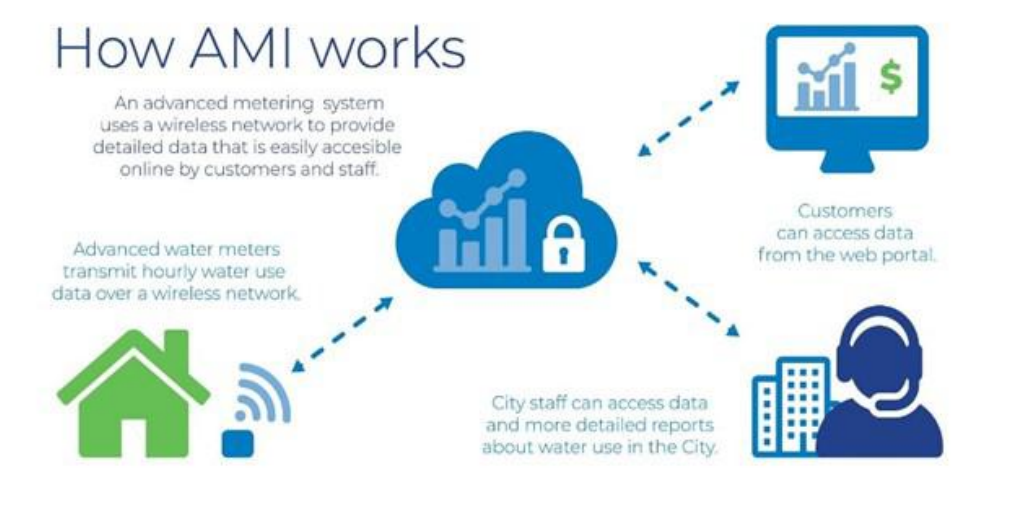 How AMI works
An advanced metering system
uses a wireless network to provide
detailed data that is easily accesible
online by customers and staff.
Advanced water meters
transmit hourly water use
data over a wireless network.
$
Customers
can access data
from the web portal.
City staff can access data
and more detailed reports
about water use in the City.